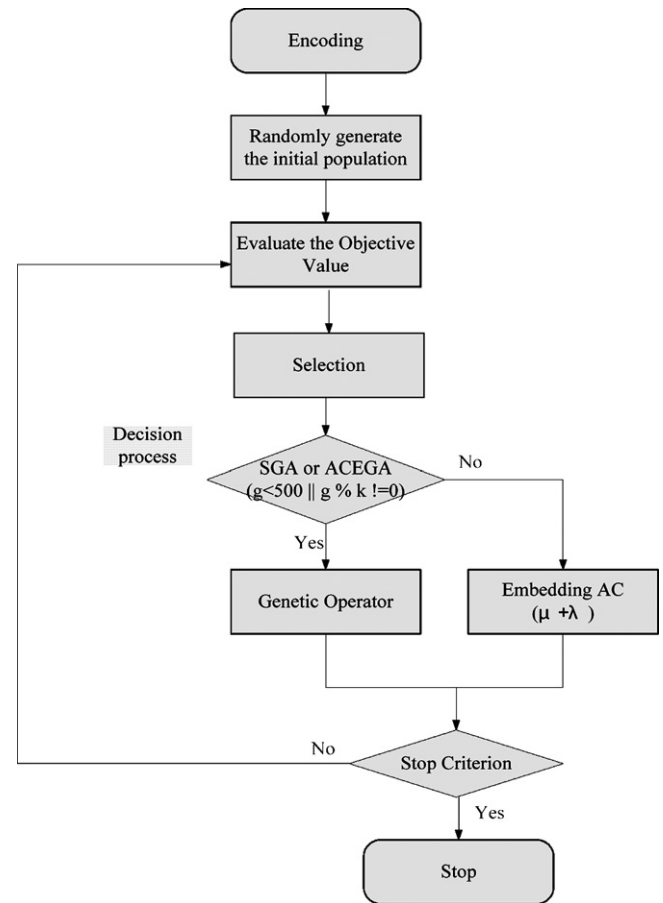 Encoding
Randomly generate
the initial population
Evaluate the Objective
Value
Selection
Decision
process
SGA or ACEGA
(g<500 || g % k !=0)
No
Yes
Genetic Operator
Embedding AC
(μ +λ )
No
Stop Criterion
Yes
Stop